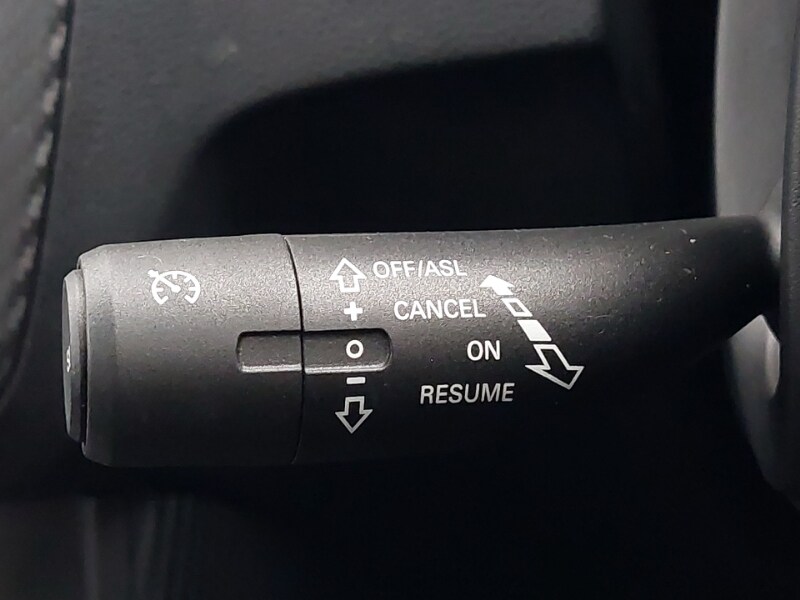 OFF/ASL
+ CANCEL
O ON
- RESUME